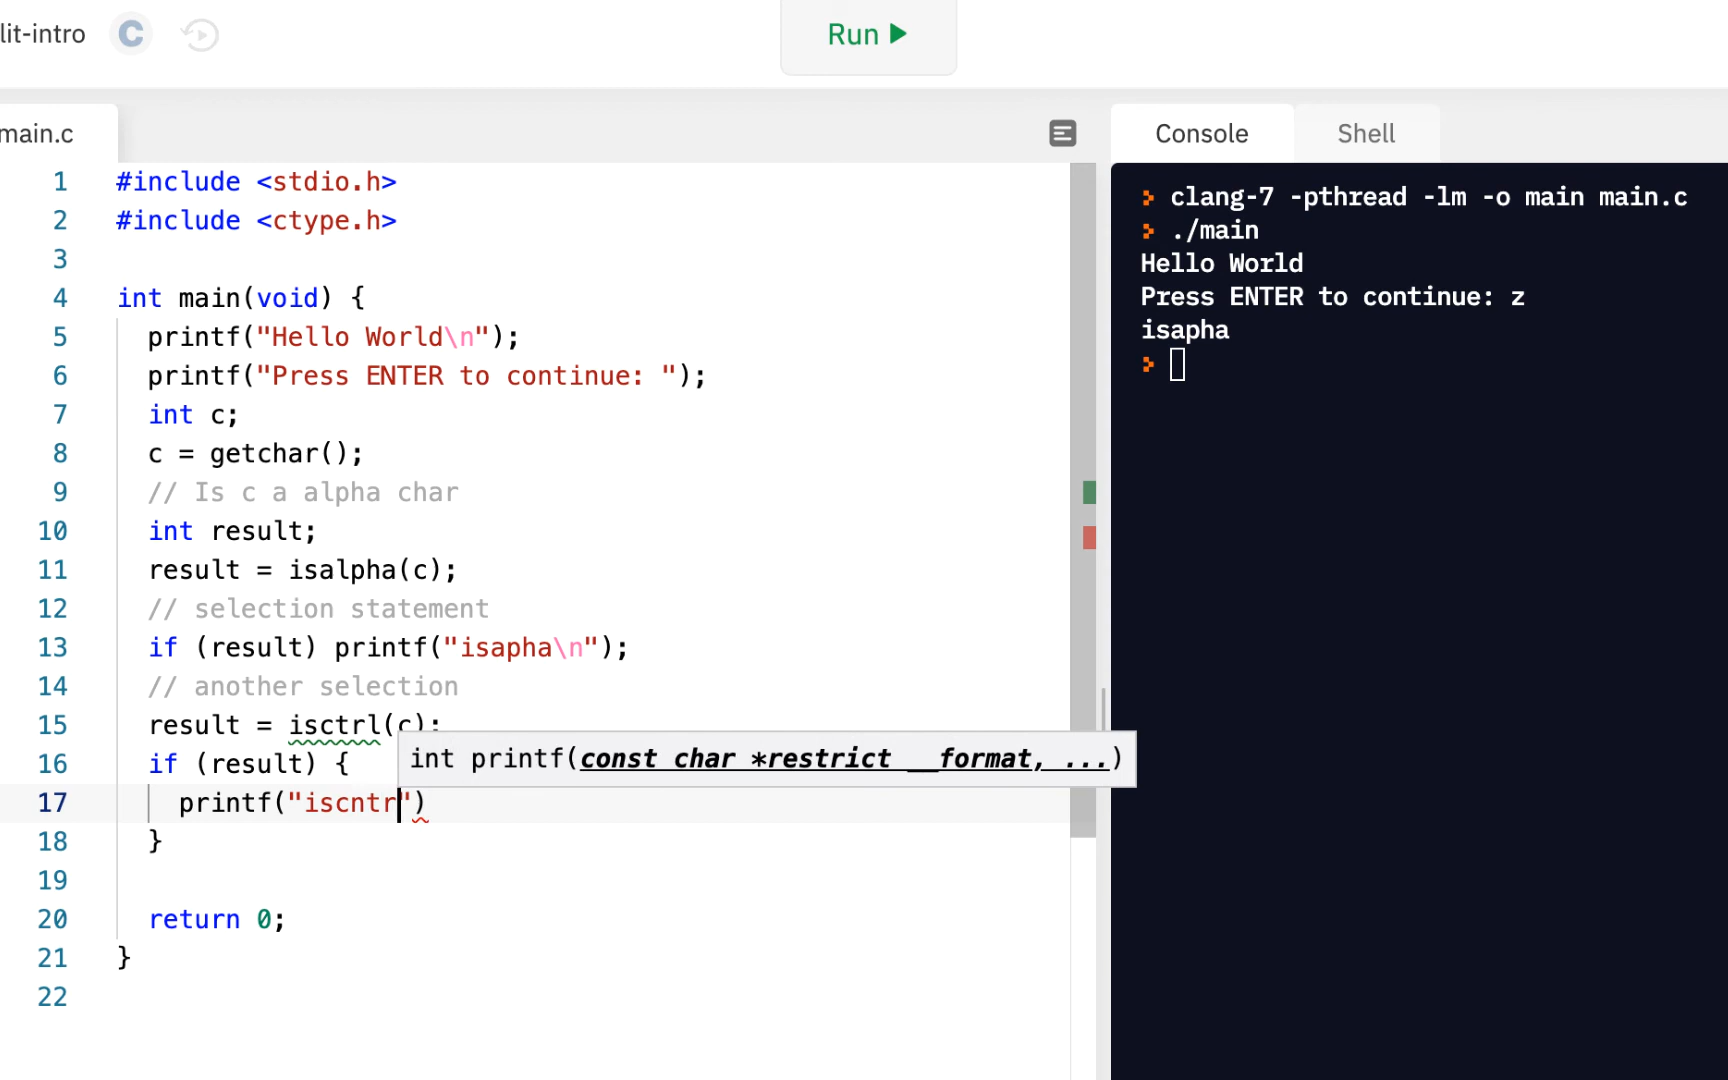 lit-intro C Run
main.c
Console Shell
1 #include <stdio.h>
2 #include <ctype.h>
3
4 int main(void) {
5 printf("Hello World\n");
6 printf("Press ENTER to continue: ");
7 int c;
8 c = getchar();
9 // Is c a alpha char
10 int result;
11 result = isalpha(c);
12 // selection statement
13 if (result) printf("isapha\n");
14 // another selection
15 result = isctrl(c);
int printf(const char *restrict __format, ...)
16 if (result) {
17 printf("iscntr")
18 }
19
20 return 0;
21 }
22
clang-7 -pthread -lm -o main main.c
./main
Hello World
Press ENTER to continue: z
isapha